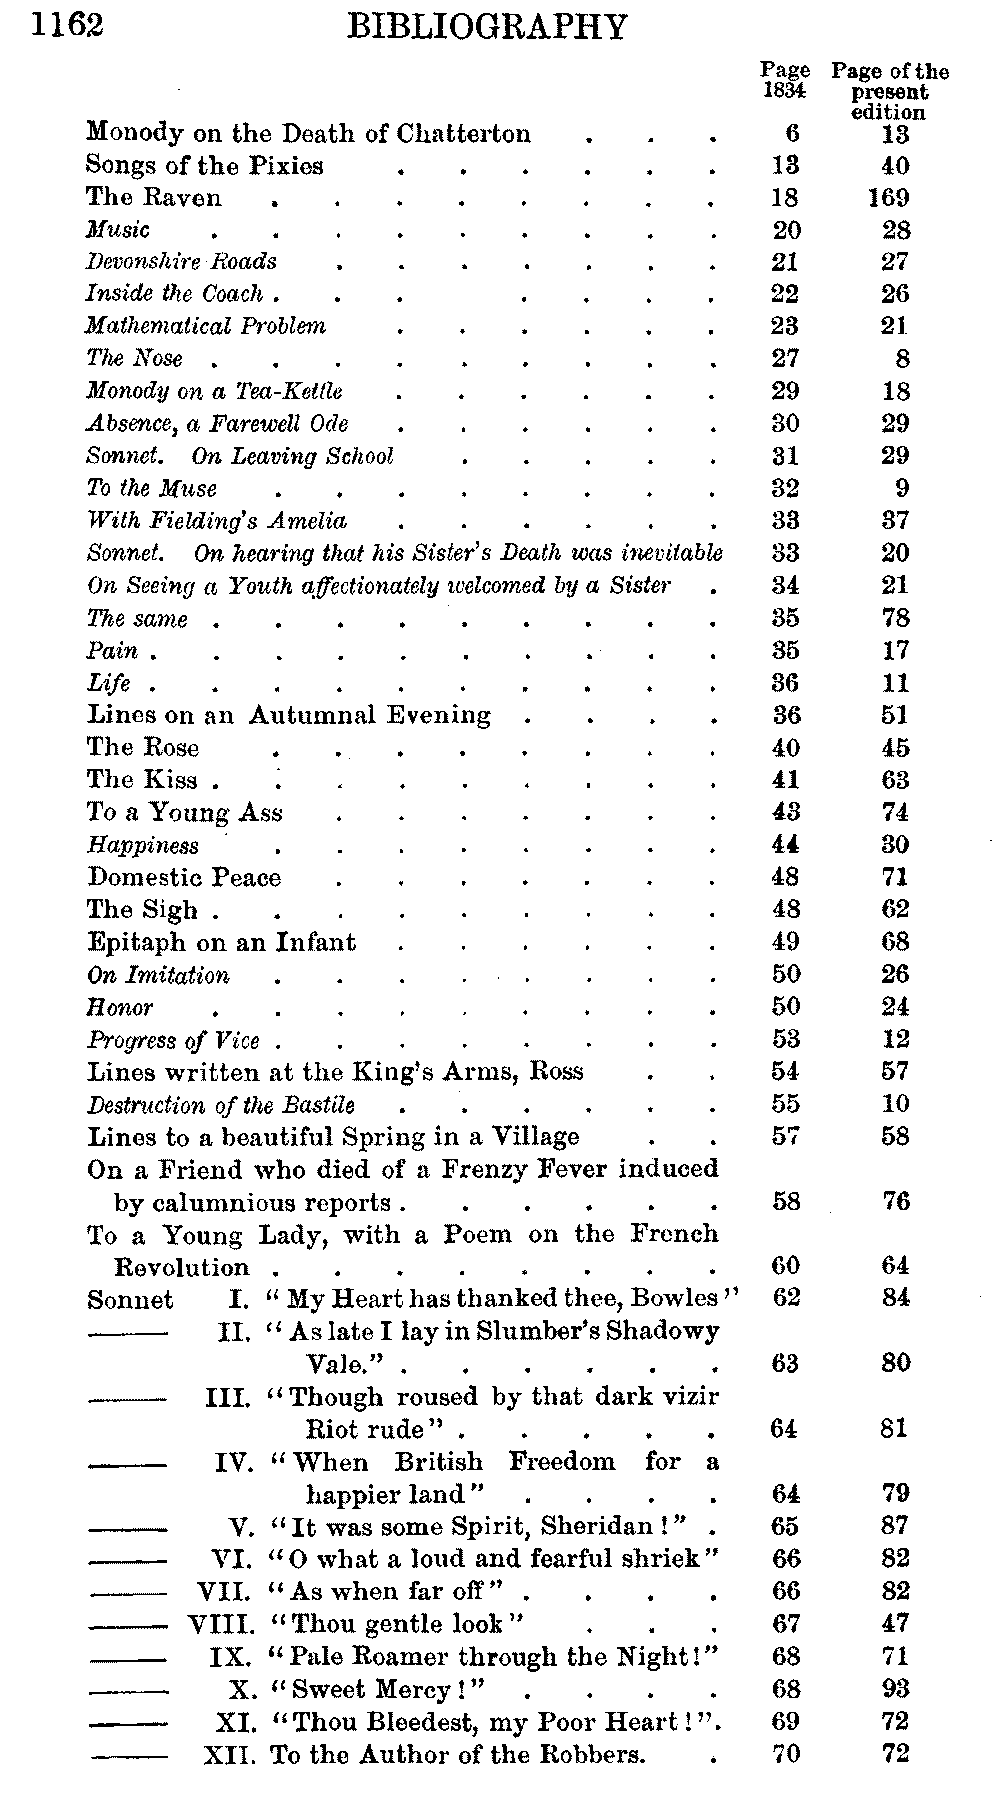 1162 BIBLIOGRAPHY
Page Page of the
1834 present
edition
Monody on the Death of Chatterton . . . 6 13
Songs of the Pixies . . . . . . 13 40
The Raven . . . . . . . . 18 169
Music . . . . . . . . . 20 28
Devonshire Roads . . . . . . . 21 27
Inside the Coach . . . . . . . 22 26
Mathematical Problem . . . . . . 23 21
The Nose . . . . . . . . . 27 8
Monody on a Tea-Kettle . . . . . . 29 18
Absence, a Farewell Ode . . . . . . 30 29
Sonnet. On Leaving School . . . . . 31 29
To the Muse . . . . . . . . 32 9
With Fielding's Amelia . . . . . . 33 37
Sonnet. On hearing that his Sister's Death was inevitable 33 20
On Seeing a Youth affectionately welcomed by a Sister . 34 21
The same . . . . . . . . . 35 78
Pain . . . . . . . . . . 35 17
Life . . . . . . . . . . 36 11
Lines on an Autumnal Evening . . . . 36 51
The Rose . . . . . . . . 40 45
The Kiss . . . . . . . . . 41 63
To a Young Ass . . . . . . . 43 74
Happiness . . . . . . . . 44 30
Domestic Peace . . . . . . . 48 71
The Sigh . . . . . . . . . 48 62
Epitaph on an Infant . . . . . . 49 68
On Imitation . . . . . . . . 50 26
Honor . . . . . . . . . 50 24
Progress of Vice . . . . . . . . 53 12
Lines written at the King's Arms, Ross . . 54 57
Destruction of the Bastile . . . . . . 55 10
Lines to a beautiful Spring in a Village . . 57 58
On a Friend who died of a Frenzy Fever induced
by calumnious reports . . . . . . 58 76
To a Young Lady, with a Poem on the French
Revolution . . . . . . . . 60 64
Sonnet I. "My Heart has thanked thee, Bowles" 62 84
—— II. "As late I lay in Slumber's Shadowy
Vale." . . . . . . 63 80
—— III. "Though roused by that dark vizir
Riot rude" . . . . . 64 81
—— IV. "When British Freedom for a
happier land" . . . . 64 79
—— V. "It was some Spirit, Sheridan!" . 65 87
—— VI. "O what a loud and fearful shriek" 66 82
—— VII. "As when far off" . . . . 66 82
—— VIII. "Thou gentle look" . . . 67 47
—— IX. "Pale Roamer through the Night!" 68 71
—— X. "Sweet Mercy!" . . . . 68 93
—— XI. "Thou Bleedest, my Poor Heart!". 69 72
—— XII. To the Author of the Robbers. . 70 72